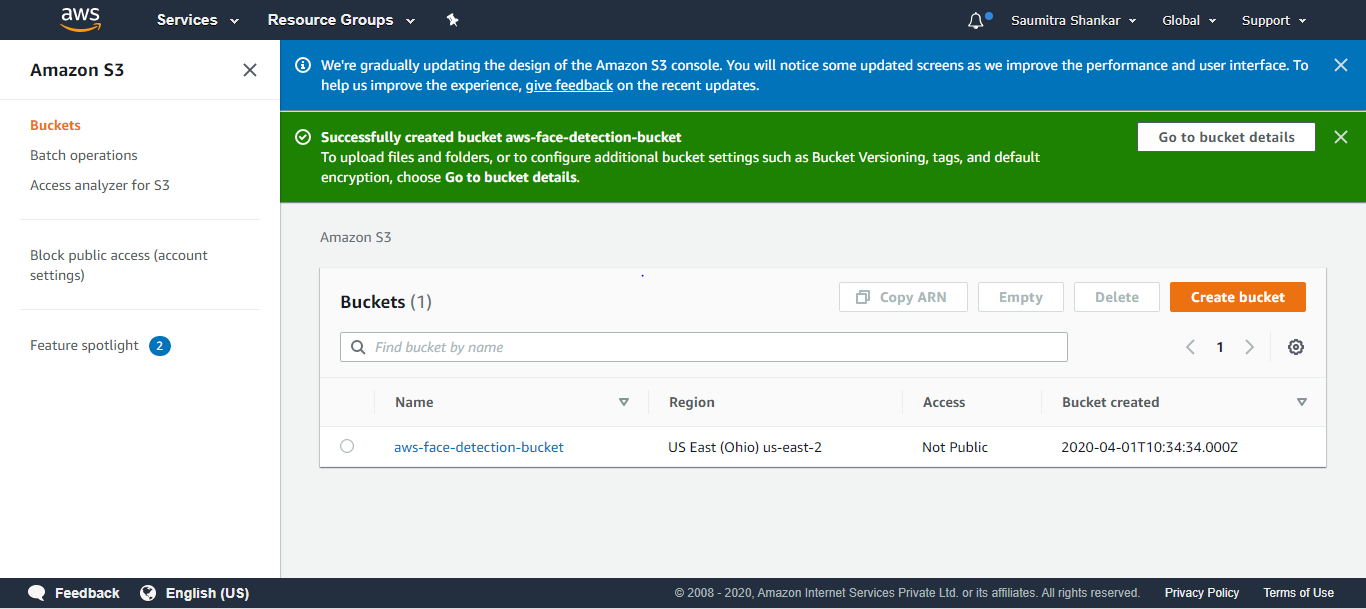 aws
Services
Resource Groups
Saumitra Shankar
Global
Support
Amazon S3
Buckets
Batch operations
Access analyzer for S3
Block public access (account
settings)
Feature spotlight 2
We're gradually updating the design of the Amazon S3 console. You will notice some updated screens as we improve the performance and user interface. To
help us improve the experience, give feedback on the recent updates.
Successfully created bucket aws-face-detection-bucket
To upload files and folders, or to configure additional bucket settings such as Bucket Versioning, tags, and default
encryption, choose Go to bucket details.
Go to bucket details
Amazon S3
Buckets (1)
Copy ARN
Empty
Delete
Create bucket
Find bucket by name
1
Name Region Access Bucket created
aws-face-detection-bucket US East (Ohio) us-east-2 Not Public 2020-04-01T10:34:34.000Z
Feedback
English (US)
© 2008 - 2020, Amazon Internet Services Private Ltd. or its affiliates. All rights reserved.
Privacy Policy
Terms of Use